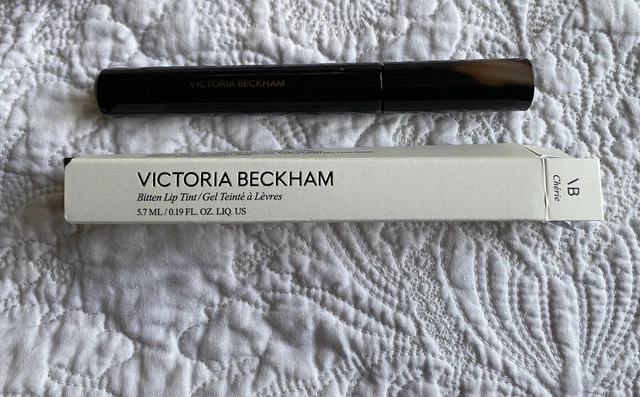 VICTORIA BECKHAM
VICTORIA BECKHAM
Bitten Lip Tint/Gel Teinté à Lèvres
5.7 ML / 0.19 FL. OZ. LIQ. US
VB
Chérie